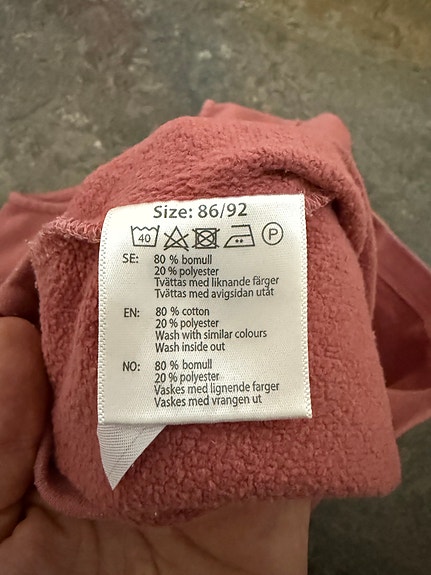 Size: 86/92
40 P
SE: 80 % bomull
20 % polyester
Tvättas med liknande färger
Tvättas med avigsidan utåt
EN: 80 % cotton
20 % polyester
Wash with similar colours
Wash inside out
NO: 80 % bomull
20 % polyester
Vaskes med lignende farger
Vaskes med vrangen ut